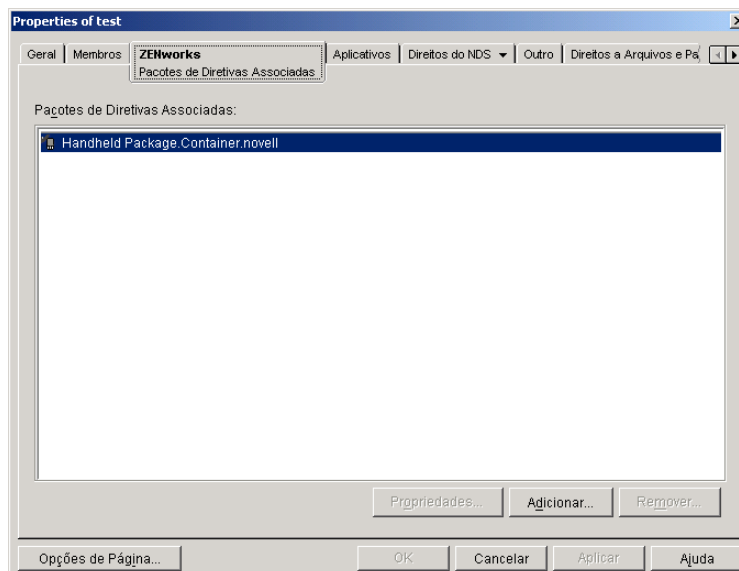 Properties of test
Geral
Membros
ZENworks
Pacotes de Diretivas Associadas
Aplicativos
Direitos do NDS
Outro
Direitos a Arquivos e Pa
Pacotes de Diretivas Associadas:
Handheld Package.Container.novell
Propriedades...
Adicionar...
Remover...
Opções de Página...
OK
Cancelar
Aplicar
Ajuda